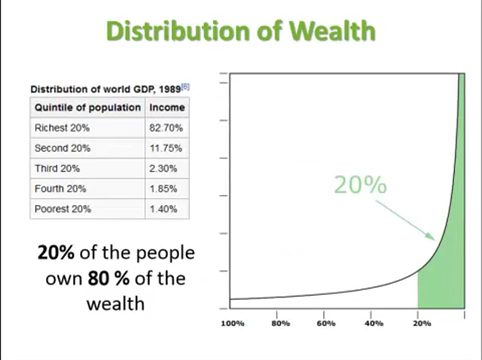 Distribution of Wealth
Distribution of world GDP, 1989[6]
Quintile of population Income
Richest 20% 82.70%
Second 20% 11.75%
Third 20% 2.30%
Fourth 20% 1.85%
Poorest 20% 1.40%
20% of the people
own 80 % of the
wealth
20%
100% 80% 60% 40% 20%